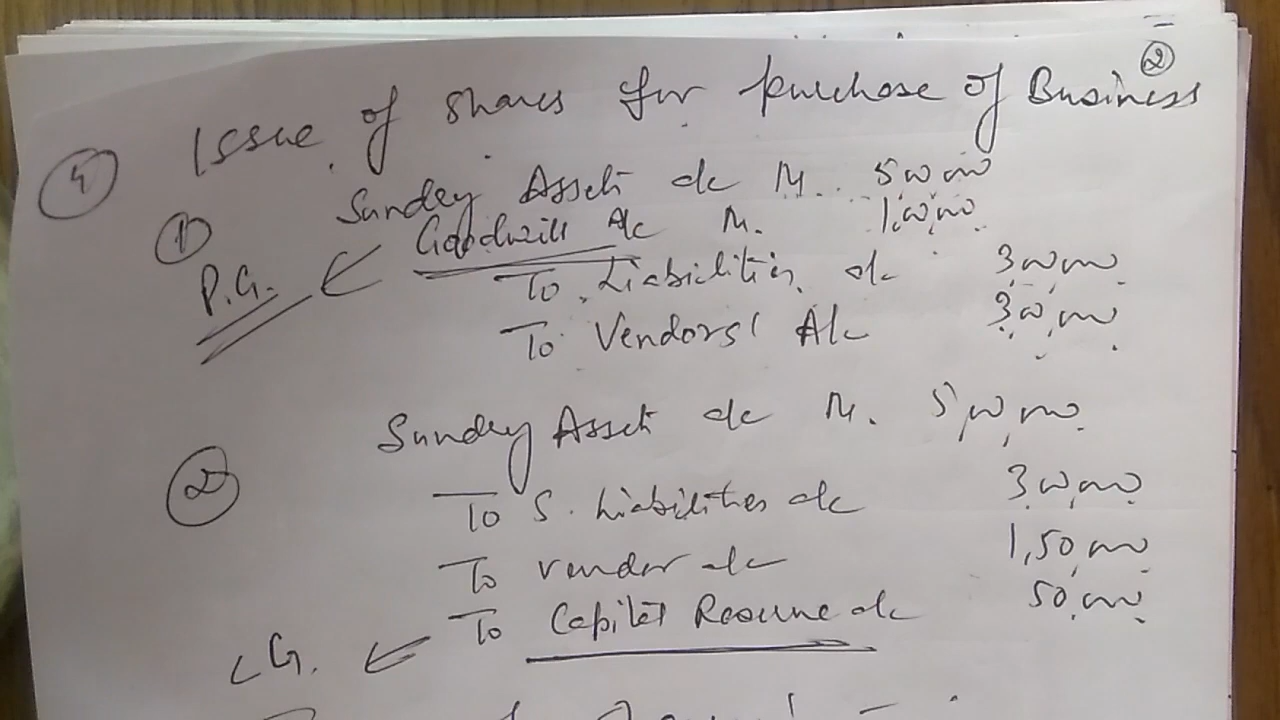 ②
Issue of Shares for purchase of Business
④
① Sundry Assets A/c Dr. 5,00,000
P.G. ← Goodwill A/c Dr. 1,00,000
To Liabilities A/c 3,00,000
To Vendors' A/c 3,00,000
② Sundry Assets A/c Dr. 5,00,000
To S. Liabilities A/c 3,00,000
To vendor A/c 1,50,000
To Capital Reserve A/c 50,000
C.G. ←